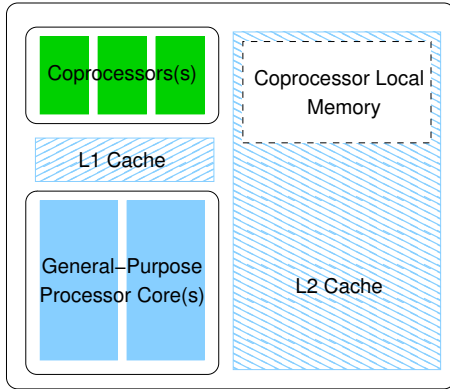 Coprocessors(s)
Coprocessor Local
Memory
L1 Cache
General−Purpose
Processor Core(s)
L2 Cache